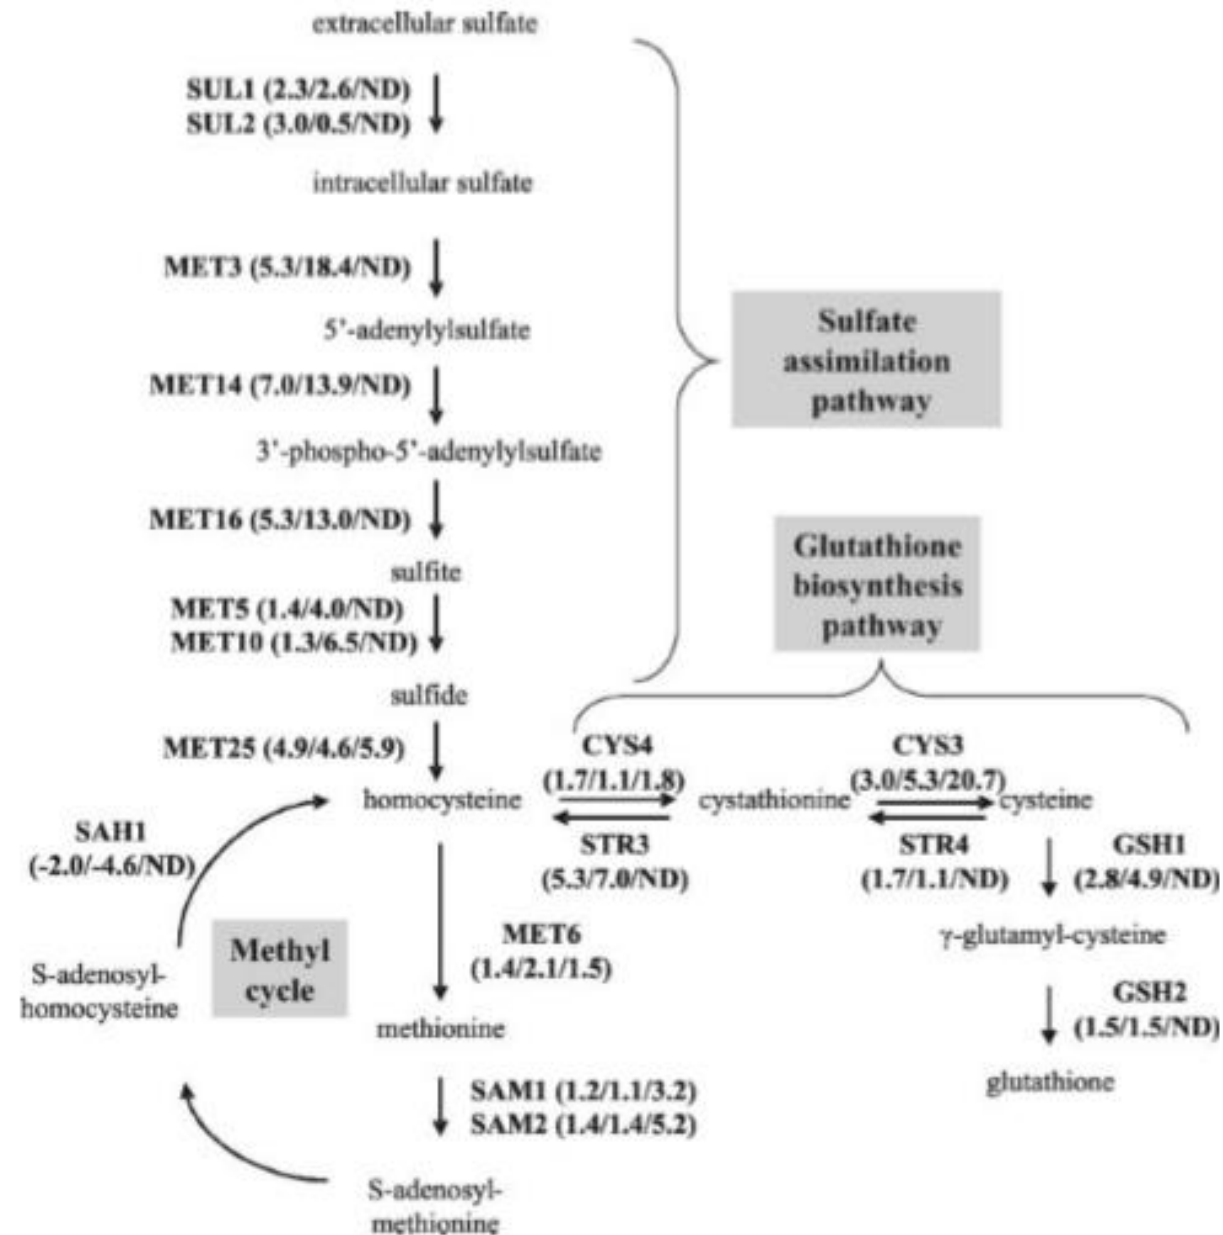 extracellular sulfate
SUL1 (2.3/2.6/ND)
SUL2 (3.0/0.5/ND)
intracellular sulfate
MET3 (5.3/18.4/ND)
5'-adenylylsulfate
MET14 (7.0/13.9/ND)
3'-phospho-5'-adenylylsulfate
MET16 (5.3/13.0/ND)
sulfite
MET5 (1.4/4.0/ND)
MET10 (1.3/6.5/ND)
sulfide
MET25 (4.9/4.6/5.9)
homocysteine
Sulfate
assimilation
pathway
Glutathione
biosynthesis
pathway
CYS4
(1.7/1.1/1.8)
STR3
(5.3/7.0/ND)
cystathionine
CYS3
(3.0/5.3/20.7)
STR4
(1.7/1.1/ND)
cysteine
GSH1
(2.8/4.9/ND)
γ-glutamyl-cysteine
GSH2
(1.5/1.5/ND)
glutathione
SAH1
(-2.0/-4.6/ND)
Methyl
cycle
S-adenosyl-
homocysteine
MET6
(1.4/2.1/1.5)
methionine
SAM1 (1.2/1.1/3.2)
SAM2 (1.4/1.4/5.2)
S-adenosyl-
methionine